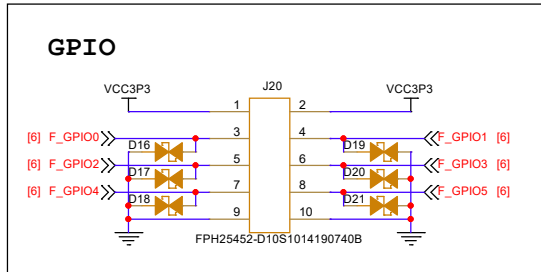 GPIO
J20
VCC3P3
VCC3P3
1
2
[6] F_GPIO0
3
4
F_GPIO1 [6]
D16
D19
[6] F_GPIO2
5
6
F_GPIO3 [6]
D17
D20
[6] F_GPIO4
7
8
F_GPIO5 [6]
D18
D21
9
10
FPH25452-D10S1014190740B